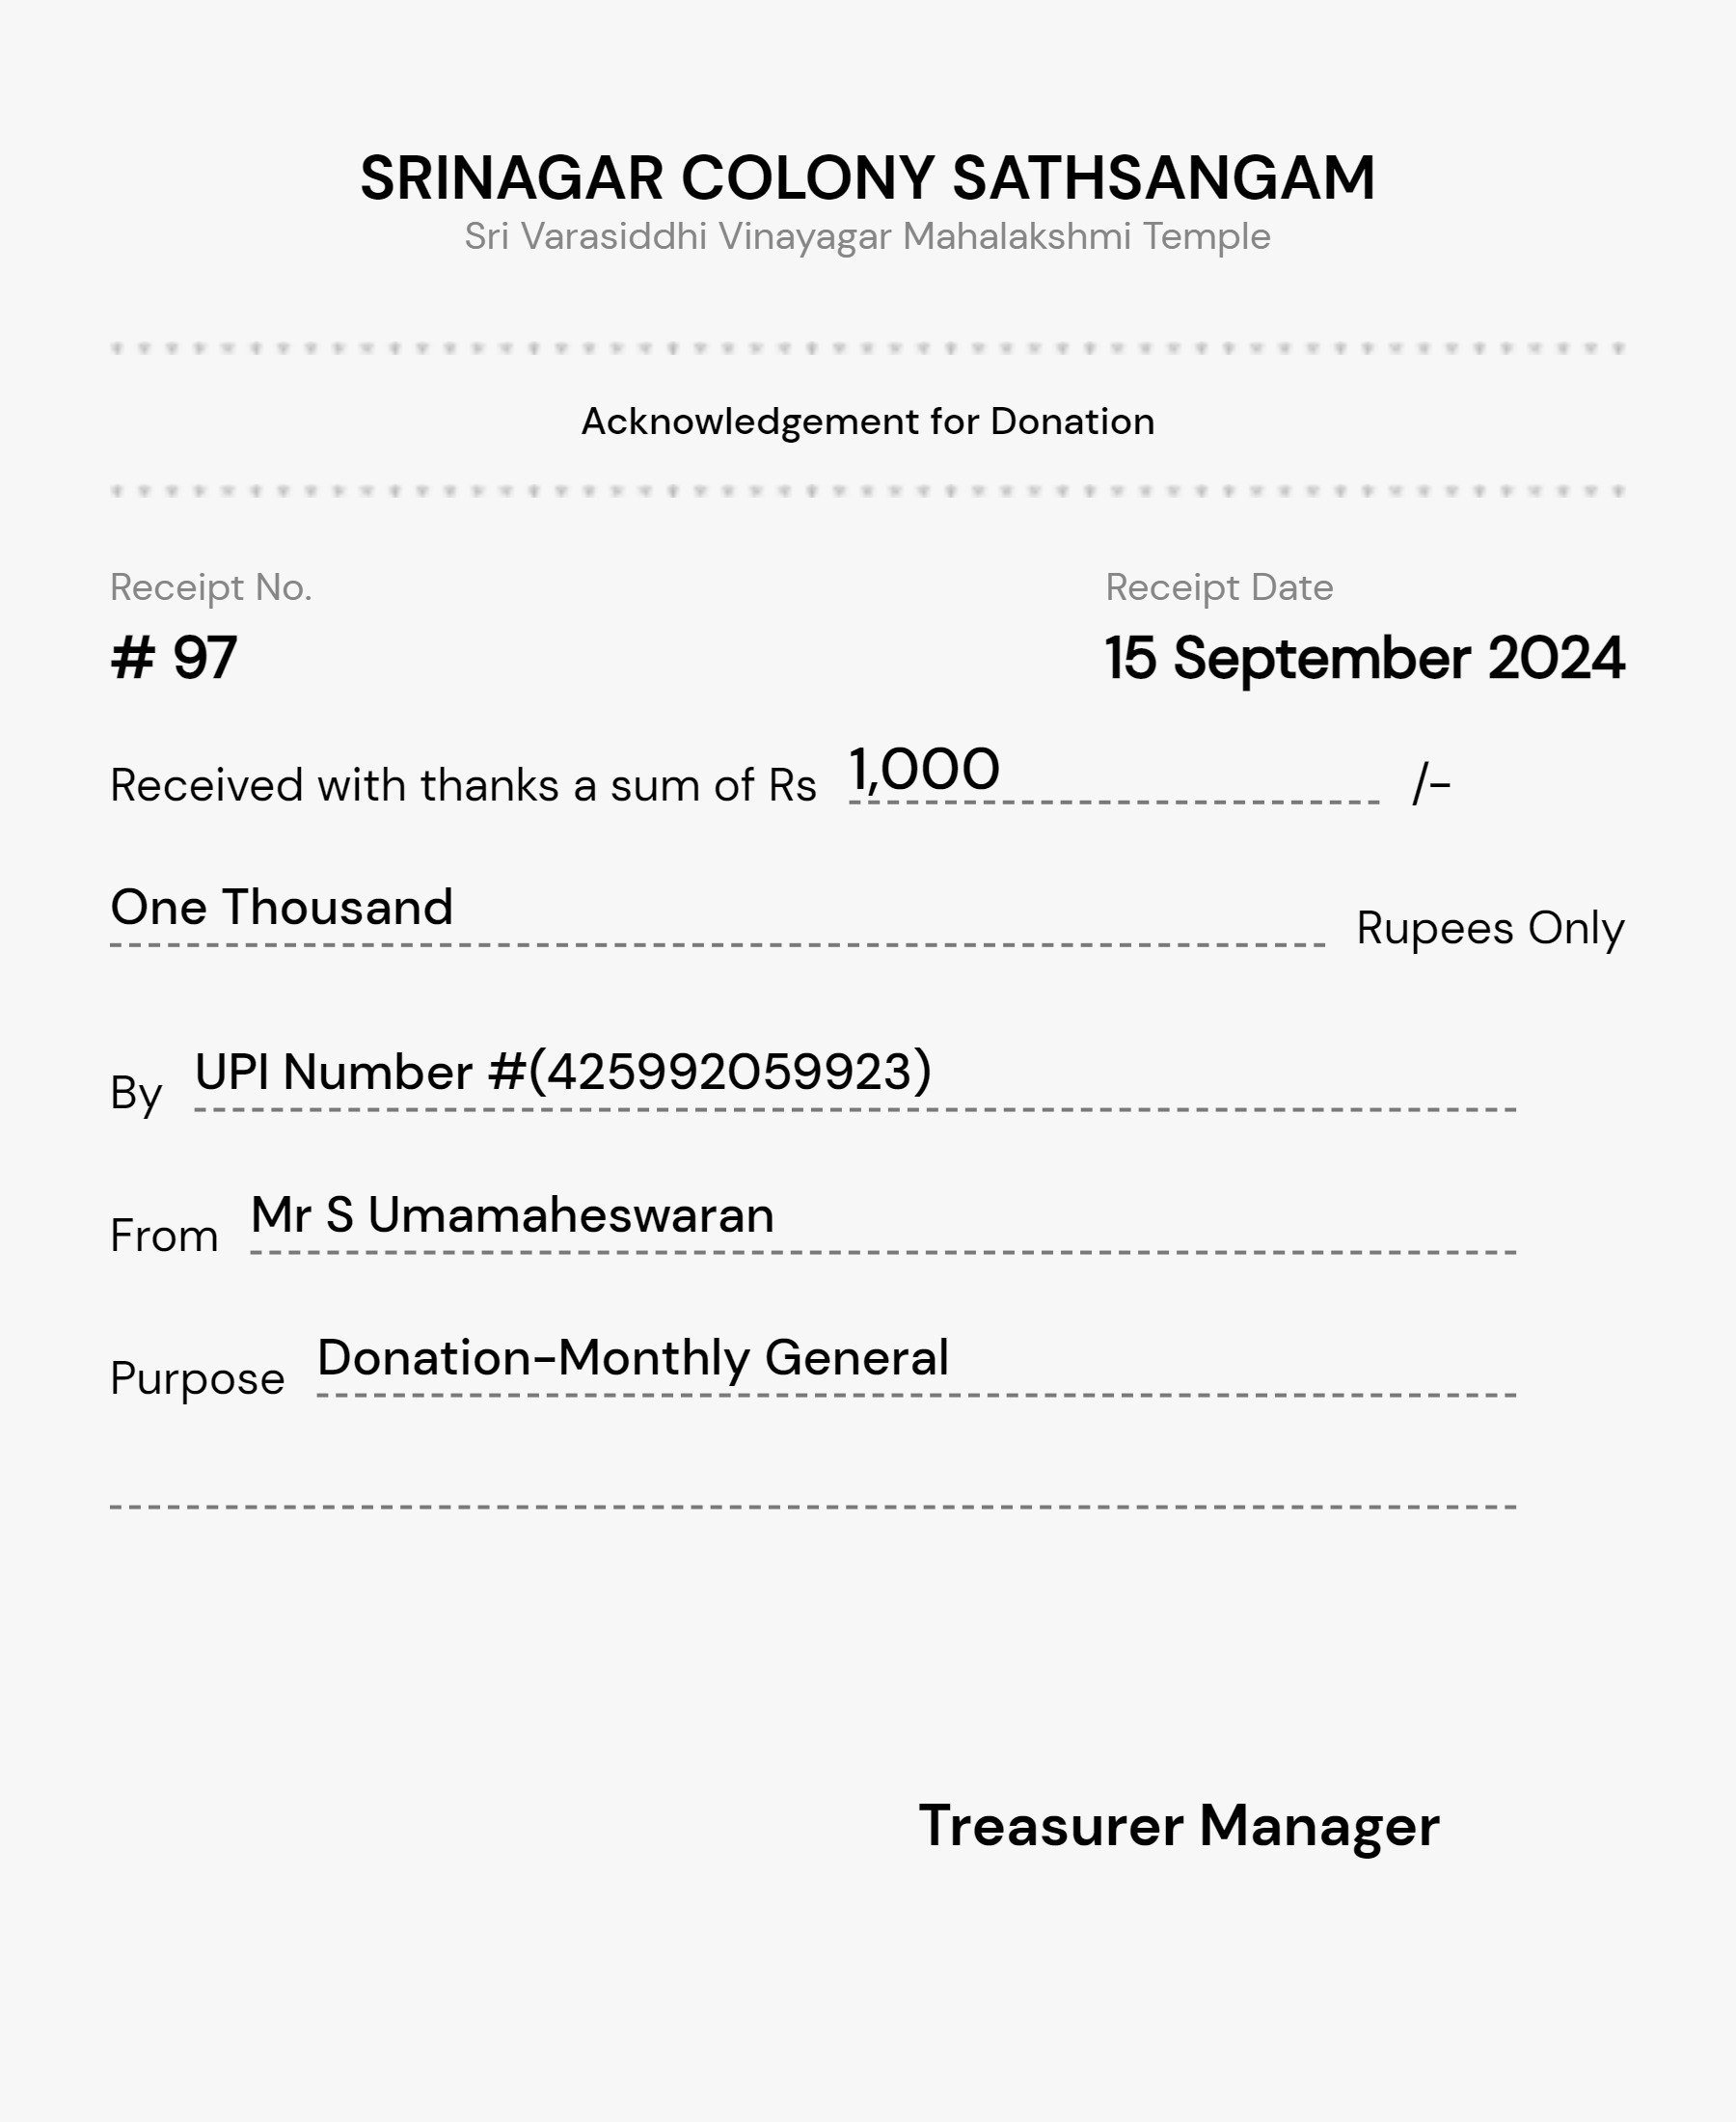 SRINAGAR COLONY SATHSANGAM
Sri Varasiddhi Vinayagar Mahalakshmi Temple
Acknowledgement for Donation
Receipt No. Receipt Date
# 97 15 September 2024
Received with thanks a sum of Rs 1,000 /-
One Thousand Rupees Only
By UPI Number #(425992059923)
From Mr S Umamaheswaran
Purpose Donation-Monthly General
Treasurer Manager